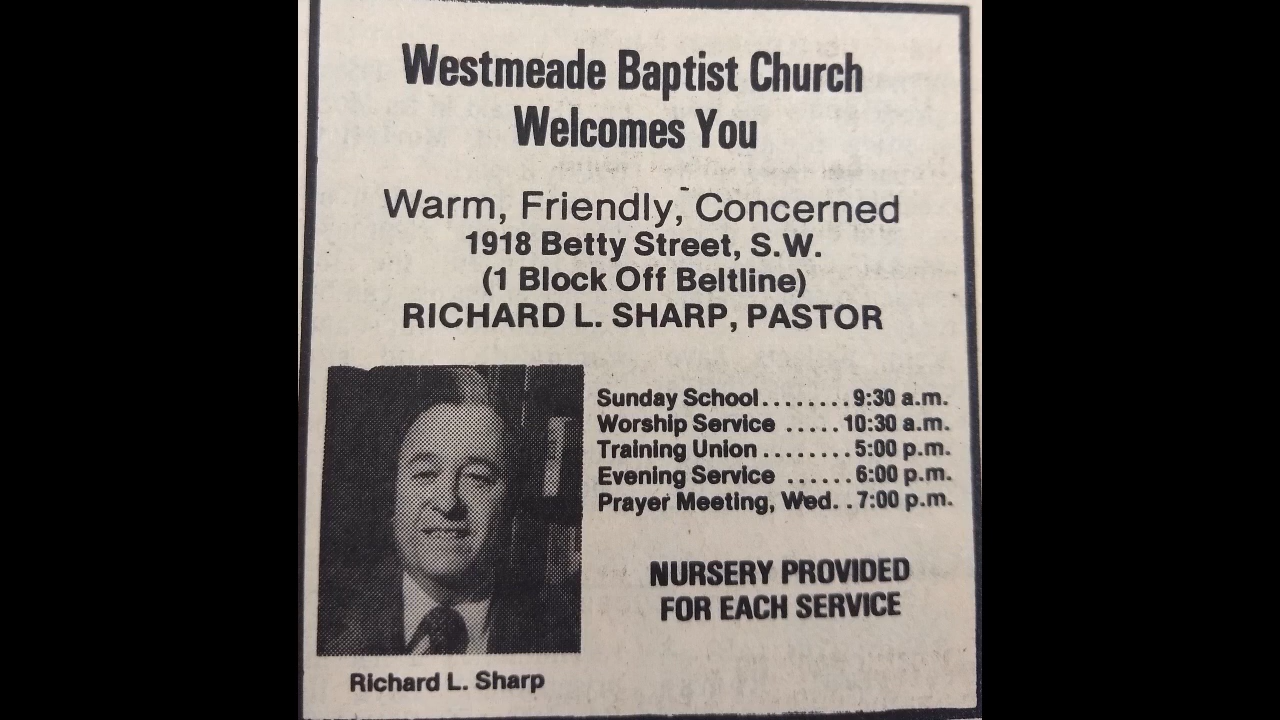 Westmeade Baptist Church
Welcomes You
Warm, Friendly, Concerned
1918 Betty Street, S.W.
(1 Block Off Beltline)
RICHARD L. SHARP, PASTOR
Sunday School........9:30 a.m.
Worship Service .....10:30 a.m.
Training Union ........5:00 p.m.
Evening Service ......6:00 p.m.
Prayer Meeting, Wed. .7:00 p.m.
NURSERY PROVIDED
FOR EACH SERVICE
Richard L. Sharp